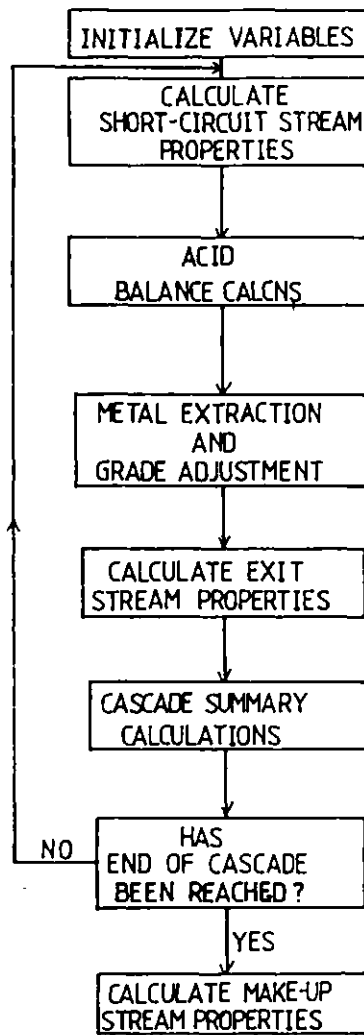 INITIALIZE VARIABLES
CALCULATE
SHORT-CIRCUIT STREAM
PROPERTIES
ACID
BALANCE CALCNS
METAL EXTRACTION
AND
GRADE ADJUSTMENT
CALCULATE EXIT
STREAM PROPERTIES
CASCADE SUMMARY
CALCULATIONS
HAS
END OF CASCADE
BEEN REACHED?
NO
YES
CALCULATE MAKE-UP
STREAM PROPERTIES